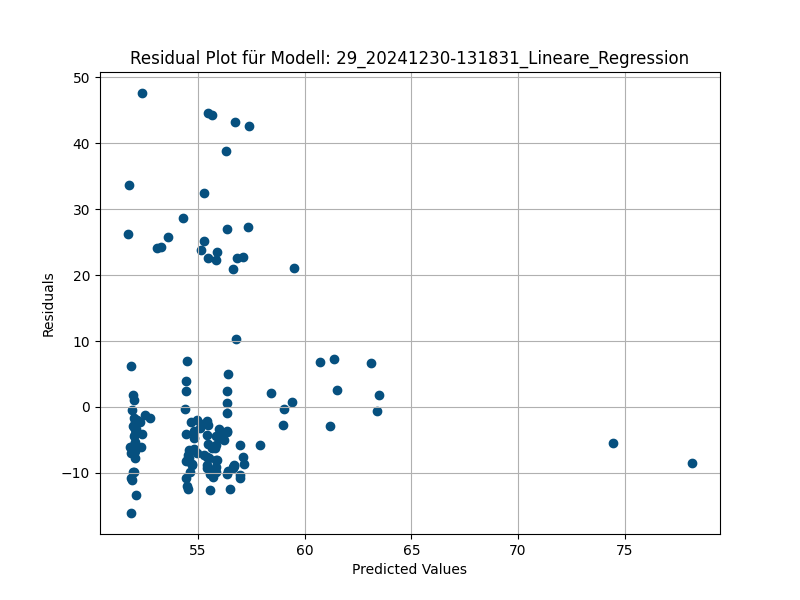 Residual Plot für Modell: 29_20241230-131831_Lineare_Regression
50
40
30
20
10
0
−10
Residuals
55 60 65 70 75
Predicted Values